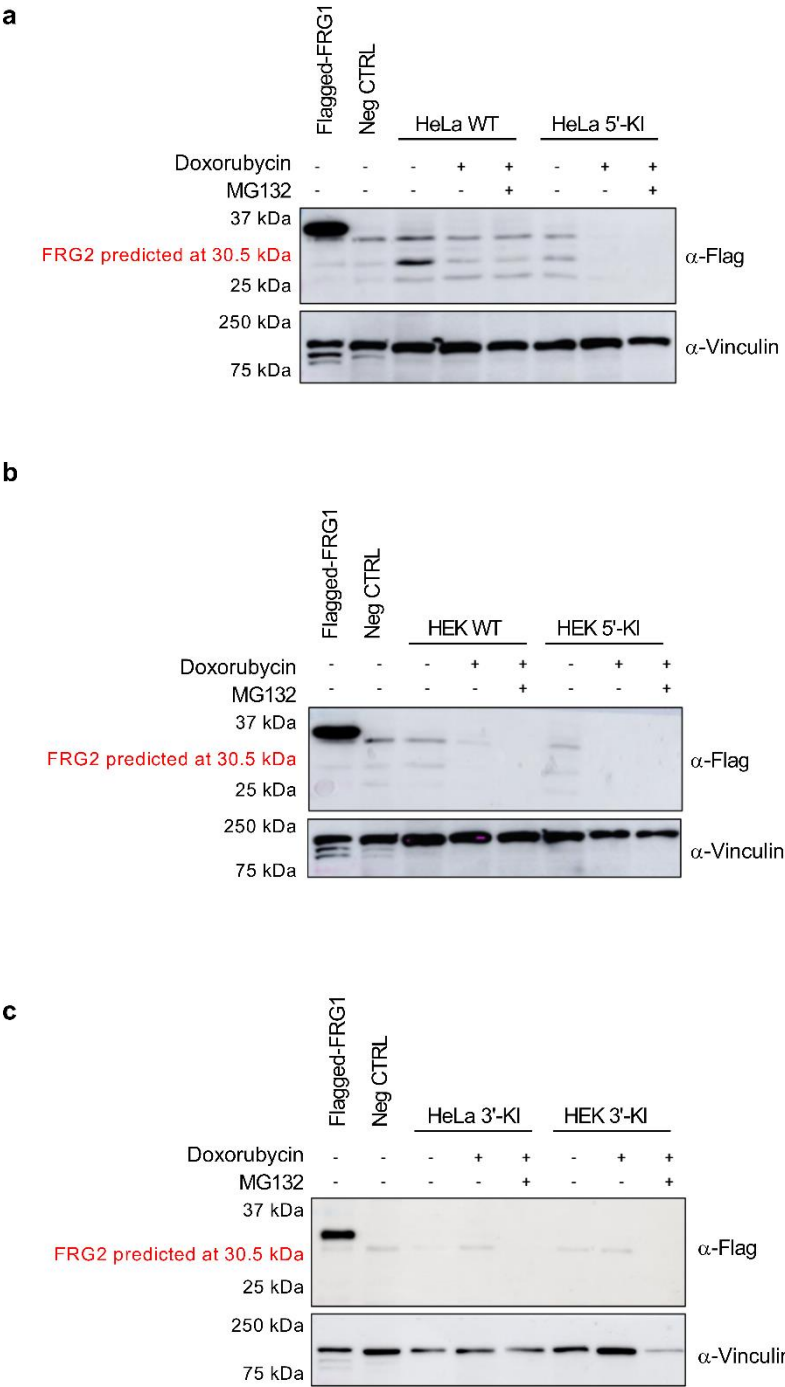 a
Flagged-FRG1
Neg CTRL
HeLa WT
HeLa 5'-KI
Doxorubycin - - - + + - + +
MG132 - - - - + - - +
37 kDa
FRG2 predicted at 30.5 kDa
α-Flag
25 kDa
250 kDa
α-Vinculin
75 kDa
b
Flagged-FRG1
Neg CTRL
HEK WT
HEK 5'-KI
Doxorubycin - - - + + - + +
MG132 - - - - + - - +
37 kDa
FRG2 predicted at 30.5 kDa
α-Flag
25 kDa
250 kDa
α-Vinculin
75 kDa
c
Flagged-FRG1
Neg CTRL
HeLa 3'-KI
HEK 3'-KI
Doxorubycin - - - + + - + +
MG132 - - - - + - - +
37 kDa
FRG2 predicted at 30.5 kDa
α-Flag
25 kDa
250 kDa
α-Vinculin
75 kDa